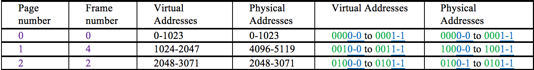 Page number Frame number Virtual Addresses Physical Addresses Virtual Addresses Physical Addresses
0 0 0-1023 0-1023 0000-0 to 0001-1 0000-0 to 0001-1
1 4 1024-2047 4096-5119 0010-0 to 0011-1 1000-0 to 1001-1
2 2 2048-3071 2048-3071 0100-0 to 0101-1 0100-1 to 0101-1